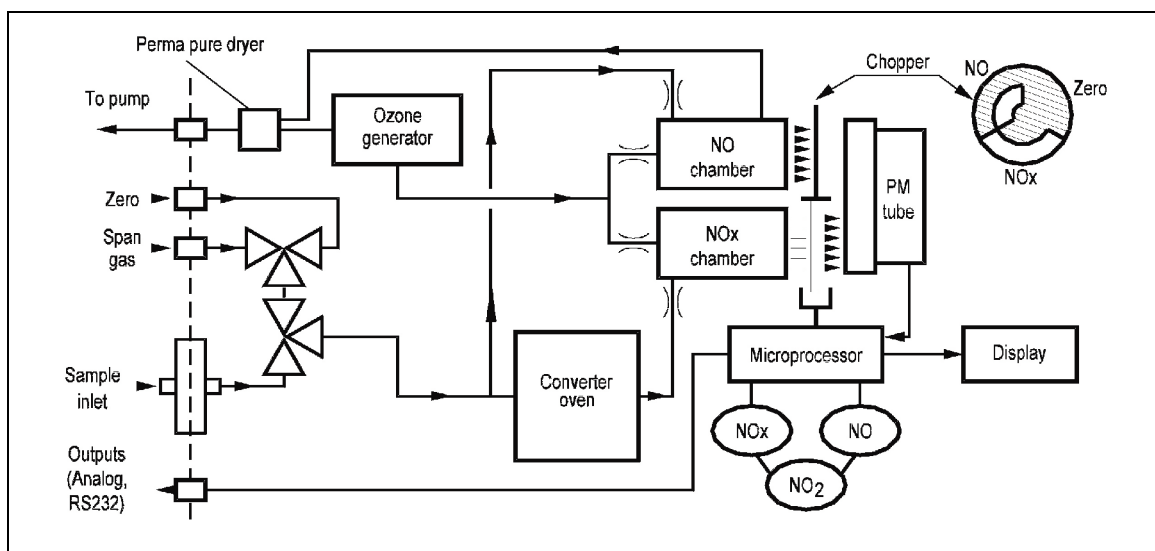 Perma pure dryer
To pump
Ozone
generator
Zero
Span
gas
Sample
inlet
Outputs
(Analog,
RS232)
NO
chamber
NOx
chamber
Converter
oven
Chopper
NO
Zero
NOx
PM
tube
Microprocessor
Display
NOx
NO
NO2